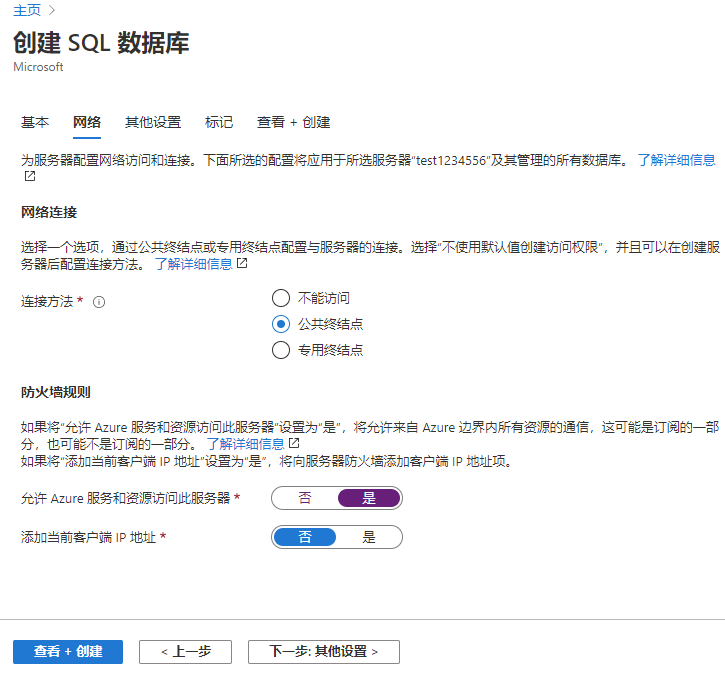 主页 >
创建 SQL 数据库
Microsoft
基本 网络 其他设置 标记 查看 + 创建
为服务器配置网络访问和连接。下面所选的配置将应用于所选服务器“test1234556”及其管理的所有数据库。 了解详细信息
网络连接
选择一个选项，通过公共终结点或专用终结点配置与服务器的连接。选择“不使用默认值创建访问权限”，并且可以在创建服
务器后配置连接方法。 了解详细信息
连接方法 *
不能访问
公共终结点
专用终结点
防火墙规则
如果将“允许 Azure 服务和资源访问此服务器”设置为“是”，将允许来自 Azure 边界内所有资源的通信，这可能是订阅的一部
分，也可能不是订阅的一部分。 了解详细信息
如果将“添加当前客户端 IP 地址”设置为“是”，将向服务器防火墙添加客户端 IP 地址项。
允许 Azure 服务和资源访问此服务器 * 否 是
添加当前客户端 IP 地址 * 否 是
查看 + 创建 < 上一步 下一步: 其他设置 >